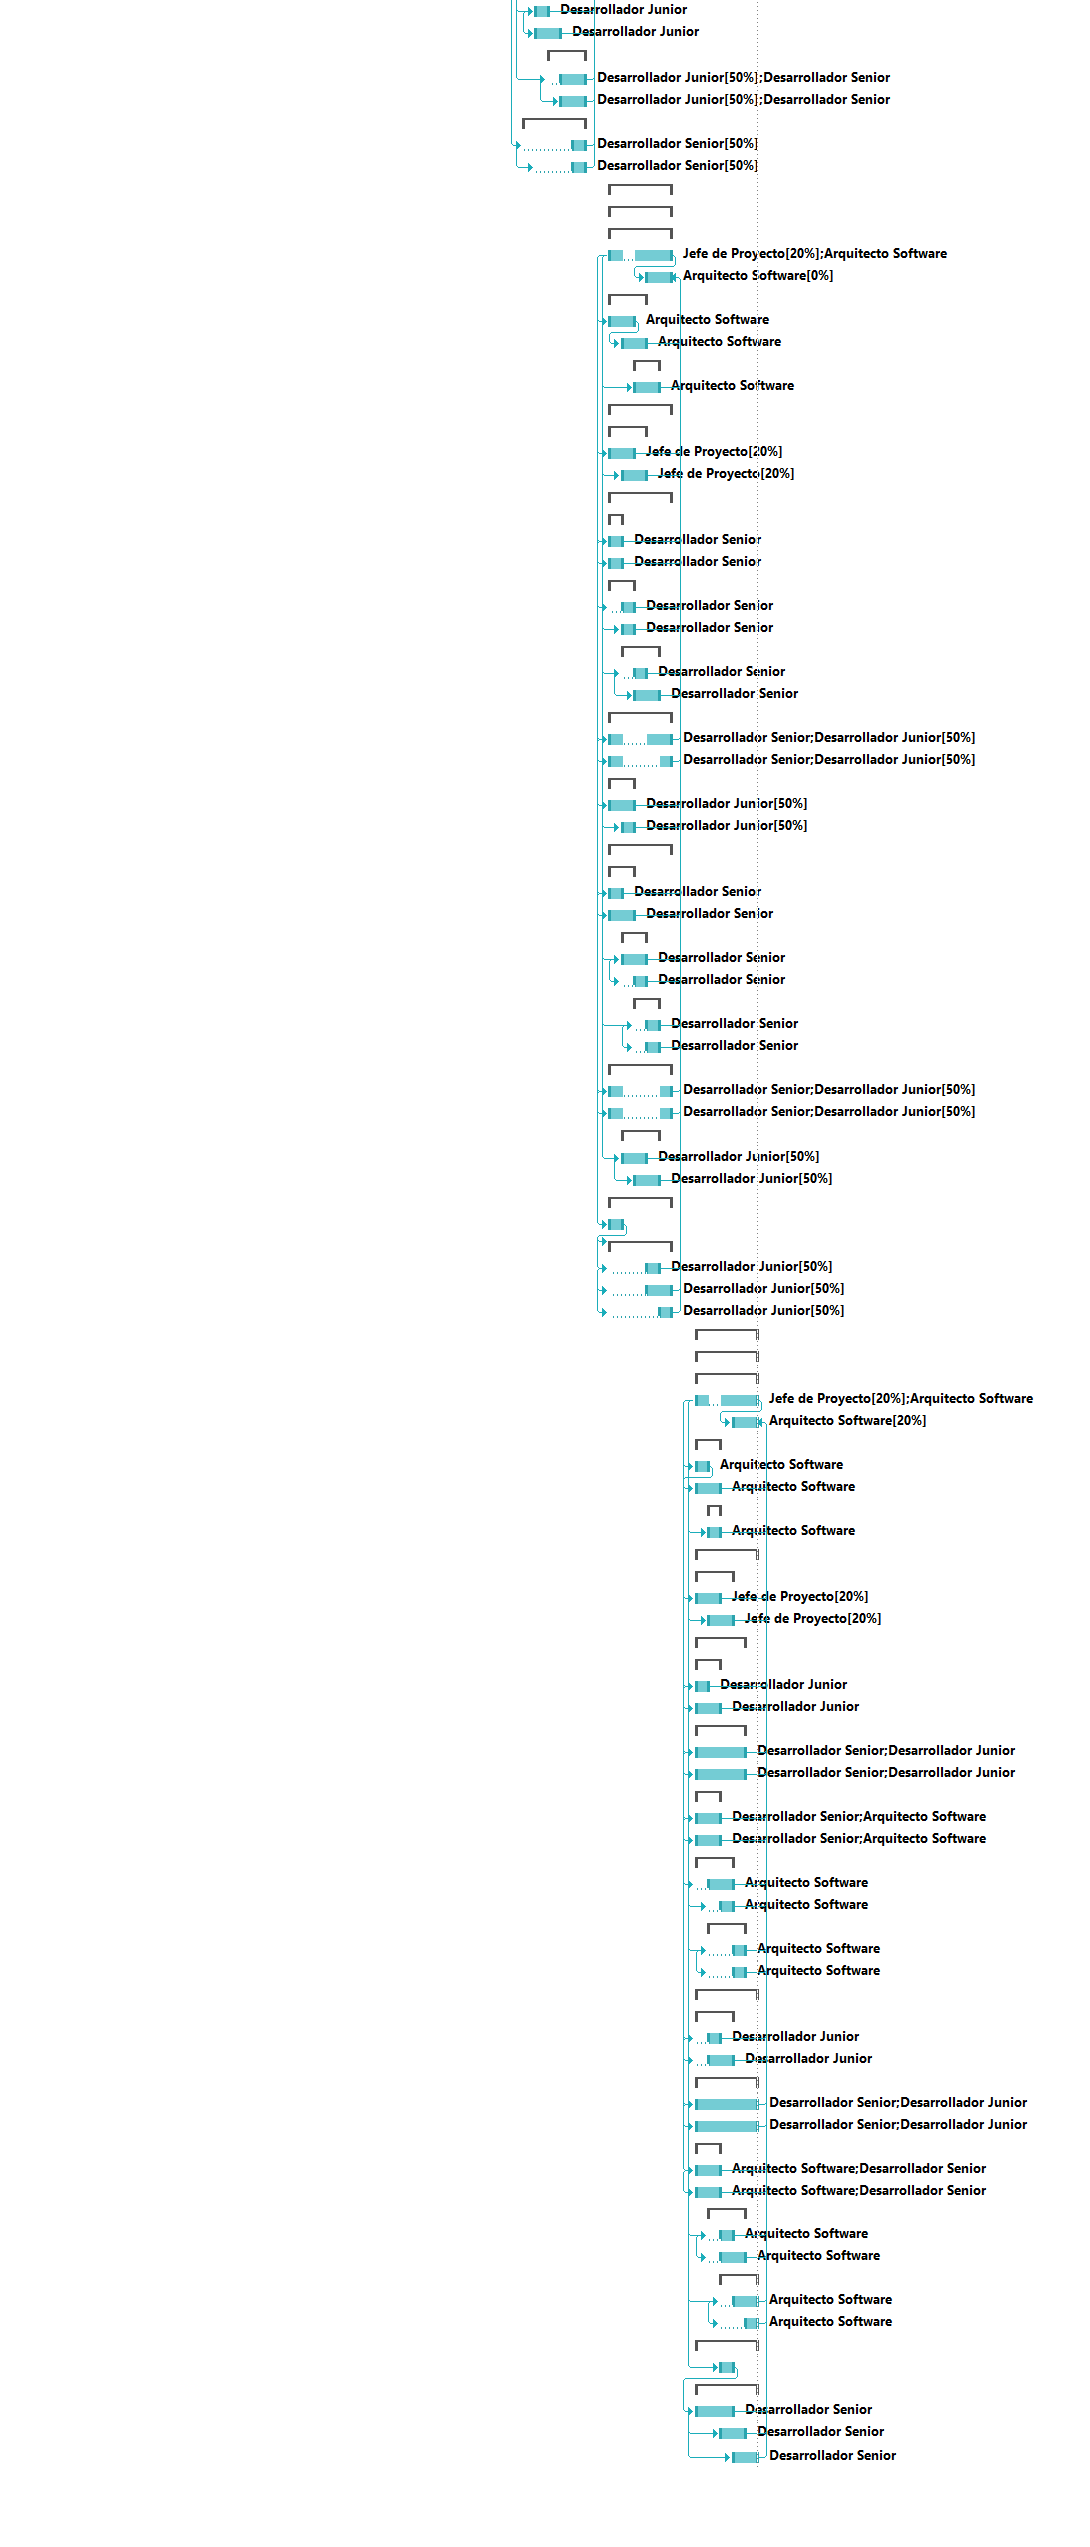 Desarrollador Junior
Desarrollador Junior
Desarrollador Junior[50%];Desarrollador Senior
Desarrollador Junior[50%];Desarrollador Senior
Desarrollador Senior[50%]
Desarrollador Senior[50%]
Jefe de Proyecto[20%];Arquitecto Software
Arquitecto Software[0%]
Arquitecto Software
Arquitecto Software
Arquitecto Software
Jefe de Proyecto[20%]
Jefe de Proyecto[20%]
Desarrollador Senior
Desarrollador Senior
Desarrollador Senior
Desarrollador Senior
Desarrollador Senior
Desarrollador Senior
Desarrollador Senior;Desarrollador Junior[50%]
Desarrollador Senior;Desarrollador Junior[50%]
Desarrollador Junior[50%]
Desarrollador Junior[50%]
Desarrollador Senior
Desarrollador Senior
Desarrollador Senior
Desarrollador Senior
Desarrollador Senior
Desarrollador Senior
Desarrollador Senior;Desarrollador Junior[50%]
Desarrollador Senior;Desarrollador Junior[50%]
Desarrollador Junior[50%]
Desarrollador Junior[50%]
Desarrollador Junior[50%]
Desarrollador Junior[50%]
Desarrollador Junior[50%]
Jefe de Proyecto[20%];Arquitecto Software
Arquitecto Software[20%]
Arquitecto Software
Arquitecto Software
Arquitecto Software
Jefe de Proyecto[20%]
Jefe de Proyecto[20%]
Desarrollador Junior
Desarrollador Junior
Desarrollador Senior;Desarrollador Junior
Desarrollador Senior;Desarrollador Junior
Desarrollador Senior;Arquitecto Software
Desarrollador Senior;Arquitecto Software
Arquitecto Software
Arquitecto Software
Arquitecto Software
Arquitecto Software
Desarrollador Junior
Desarrollador Junior
Desarrollador Senior;Desarrollador Junior
Desarrollador Senior;Desarrollador Junior
Arquitecto Software;Desarrollador Senior
Arquitecto Software;Desarrollador Senior
Arquitecto Software
Arquitecto Software
Arquitecto Software
Arquitecto Software
Desarrollador Senior
Desarrollador Senior
Desarrollador Senior